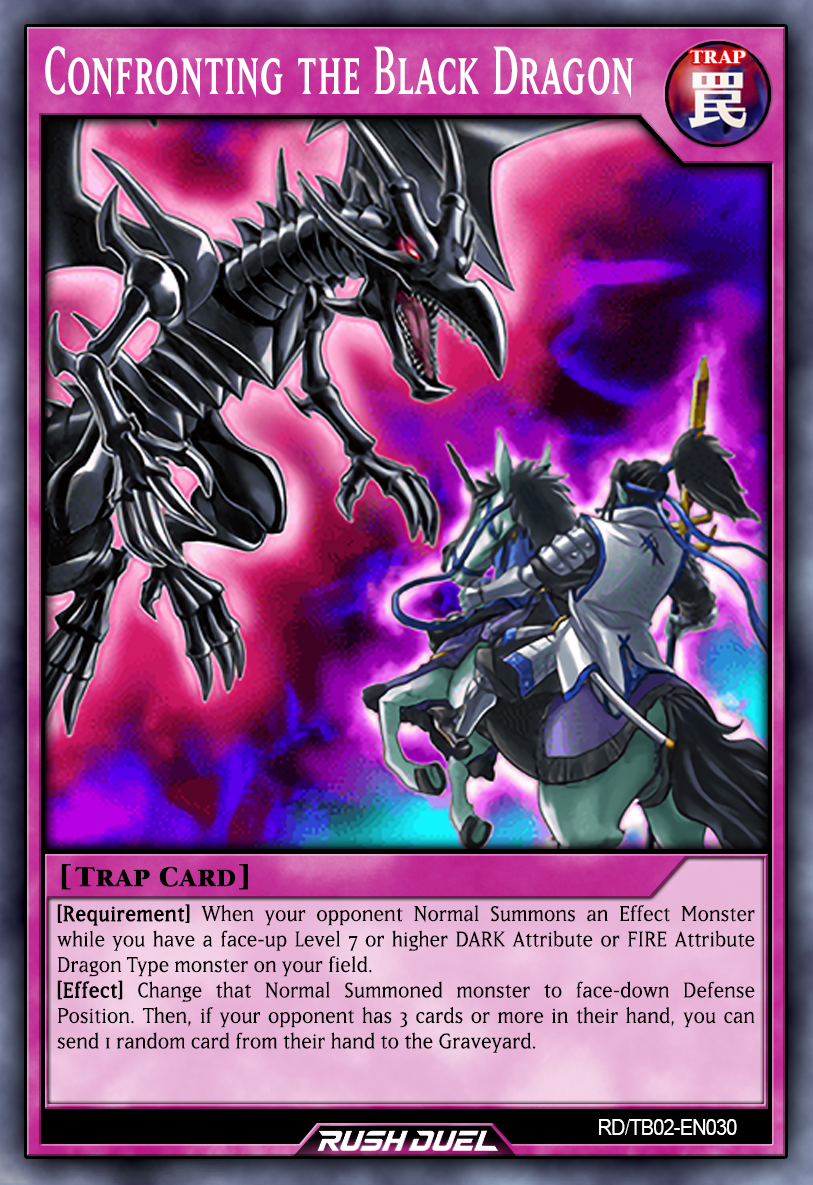 Confronting the Black Dragon
TRAP
罠
[Trap Card]
[Requirement] When your opponent Normal Summons an Effect Monster
while you have a face-up Level 7 or higher DARK Attribute or FIRE Attribute
Dragon Type monster on your field.
[Effect] Change that Normal Summoned monster to face-down Defense
Position. Then, if your opponent has 3 cards or more in their hand, you can
send 1 random card from their hand to the Graveyard.
RD/TB02-EN030
RUSH DUEL